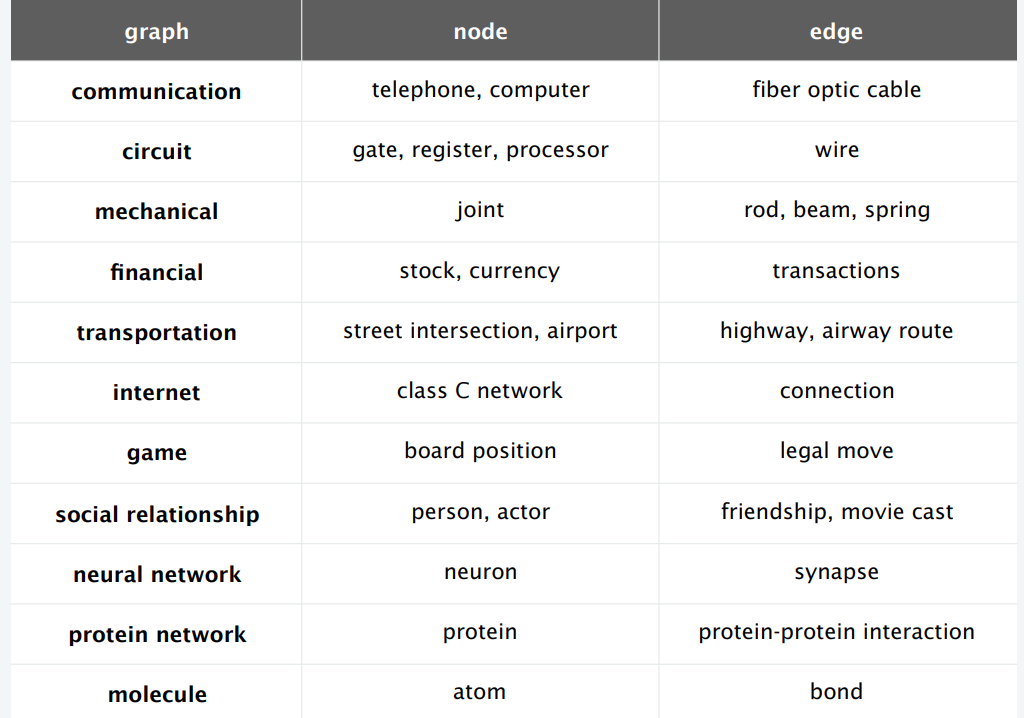 graph node edge
communication telephone, computer fiber optic cable
circuit gate, register, processor wire
mechanical joint rod, beam, spring
financial stock, currency transactions
transportation street intersection, airport highway, airway route
internet class C network connection
game board position legal move
social relationship person, actor friendship, movie cast
neural network neuron synapse
protein network protein protein-protein interaction
molecule atom bond